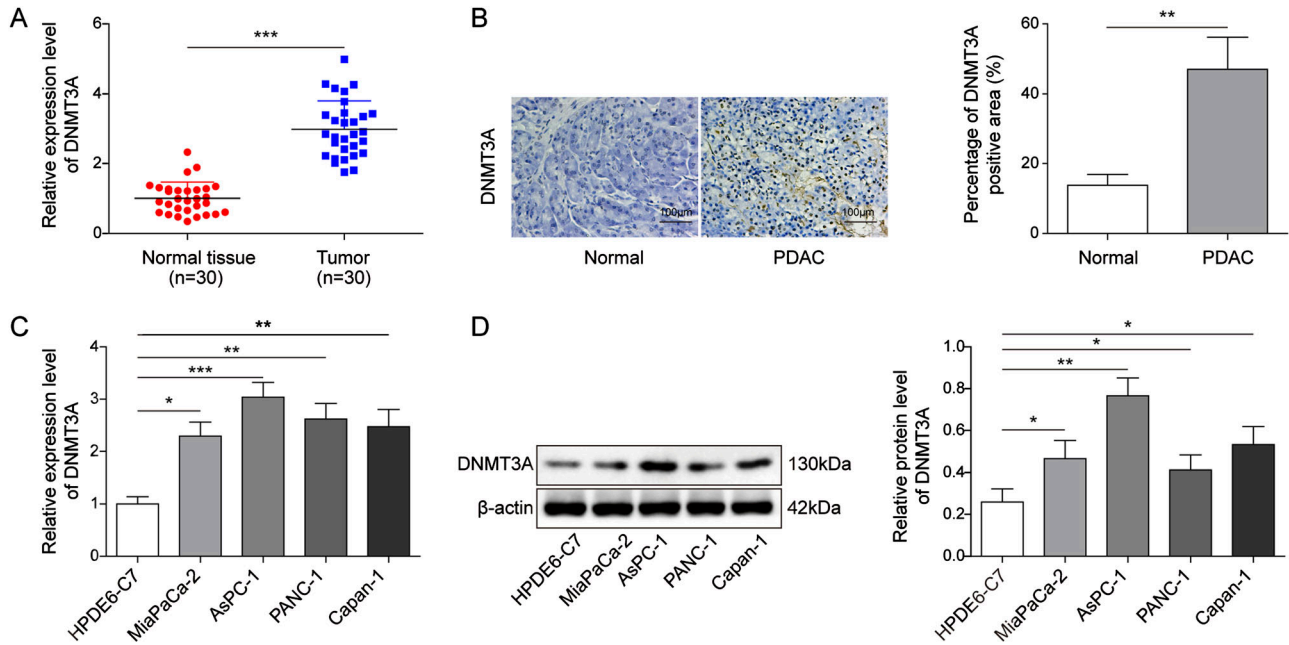 A
Relative expression level
of DNMT3A
6
4
2
0
***
Normal tissue
(n=30)
Tumor
(n=30)
B
DNMT3A
100μm
100μm
Normal
PDAC
Percentage of DNMT3A
positive area (%)
60
40
20
0
**
Normal
PDAC
C
Relative expression level
of DNMT3A
4
3
2
1
0
**
**
***
*
HPDE6-C7
MiaPaCa-2
AsPC-1
PANC-1
Capan-1
D
DNMT3A
130kDa
β-actin
42kDa
HPDE6-C7
MiaPaCa-2
AsPC-1
PANC-1
Capan-1
Relative protein level
of DNMT3A
1.0
0.8
0.6
0.4
0.2
0.0
*
*
**
*
HPDE6-C7
MiaPaCa-2
AsPC-1
PANC-1
Capan-1